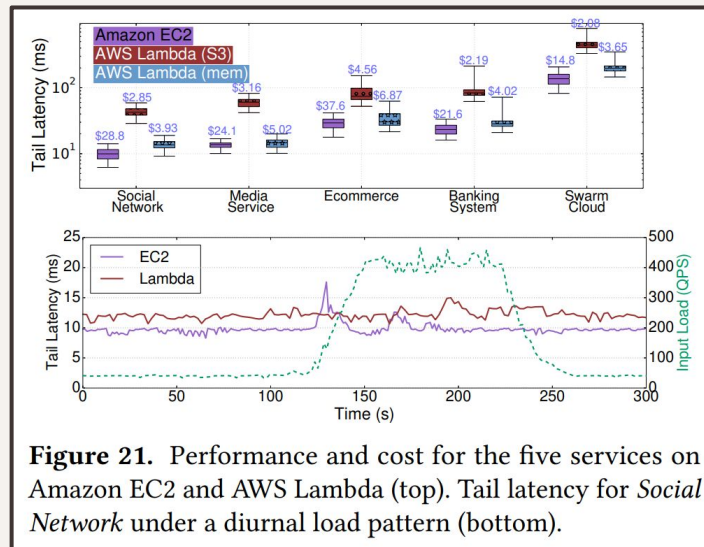 Amazon EC2
AWS Lambda (S3)
AWS Lambda (mem)
Tail Latency (ms)
10²
10¹
$28.8
$2.85
$3.93
$24.1
$3.16
$5.02
$37.6
$4.56
$6.87
$21.6
$2.19
$4.02
$14.8
$2.08
$3.65
Social Network
Media Service
Ecommerce
Banking System
Swarm Cloud
EC2
Lambda
Tail Latency (ms)
25
20
15
10
5
0
Input Load (QPS)
500
400
300
200
100
0
0 50 100 150 200 250 300
Time (s)
Figure 21. Performance and cost for the five services on
Amazon EC2 and AWS Lambda (top). Tail latency for Social
Network under a diurnal load pattern (bottom).